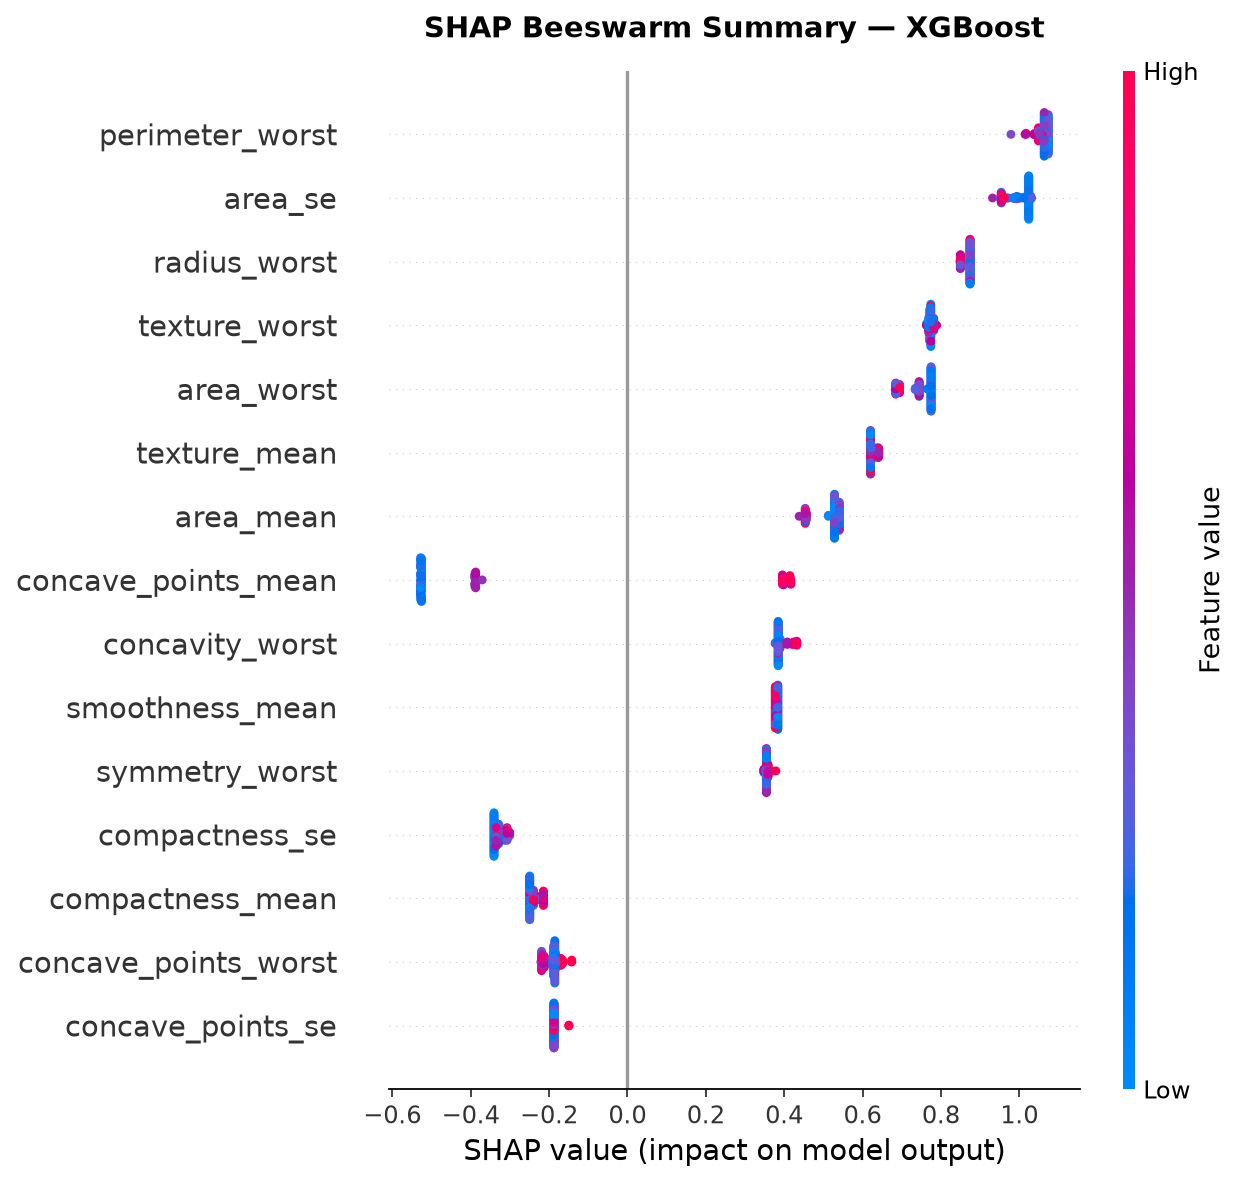 SHAP Beeswarm Summary — XGBoost
High
perimeter_worst
area_se
radius_worst
texture_worst
area_worst
texture_mean
area_mean
concave_points_mean
concavity_worst
smoothness_mean
symmetry_worst
compactness_se
compactness_mean
concave_points_worst
concave_points_se
Feature value
Low
−0.6 −0.4 −0.2 0.0 0.2 0.4 0.6 0.8 1.0
SHAP value (impact on model output)